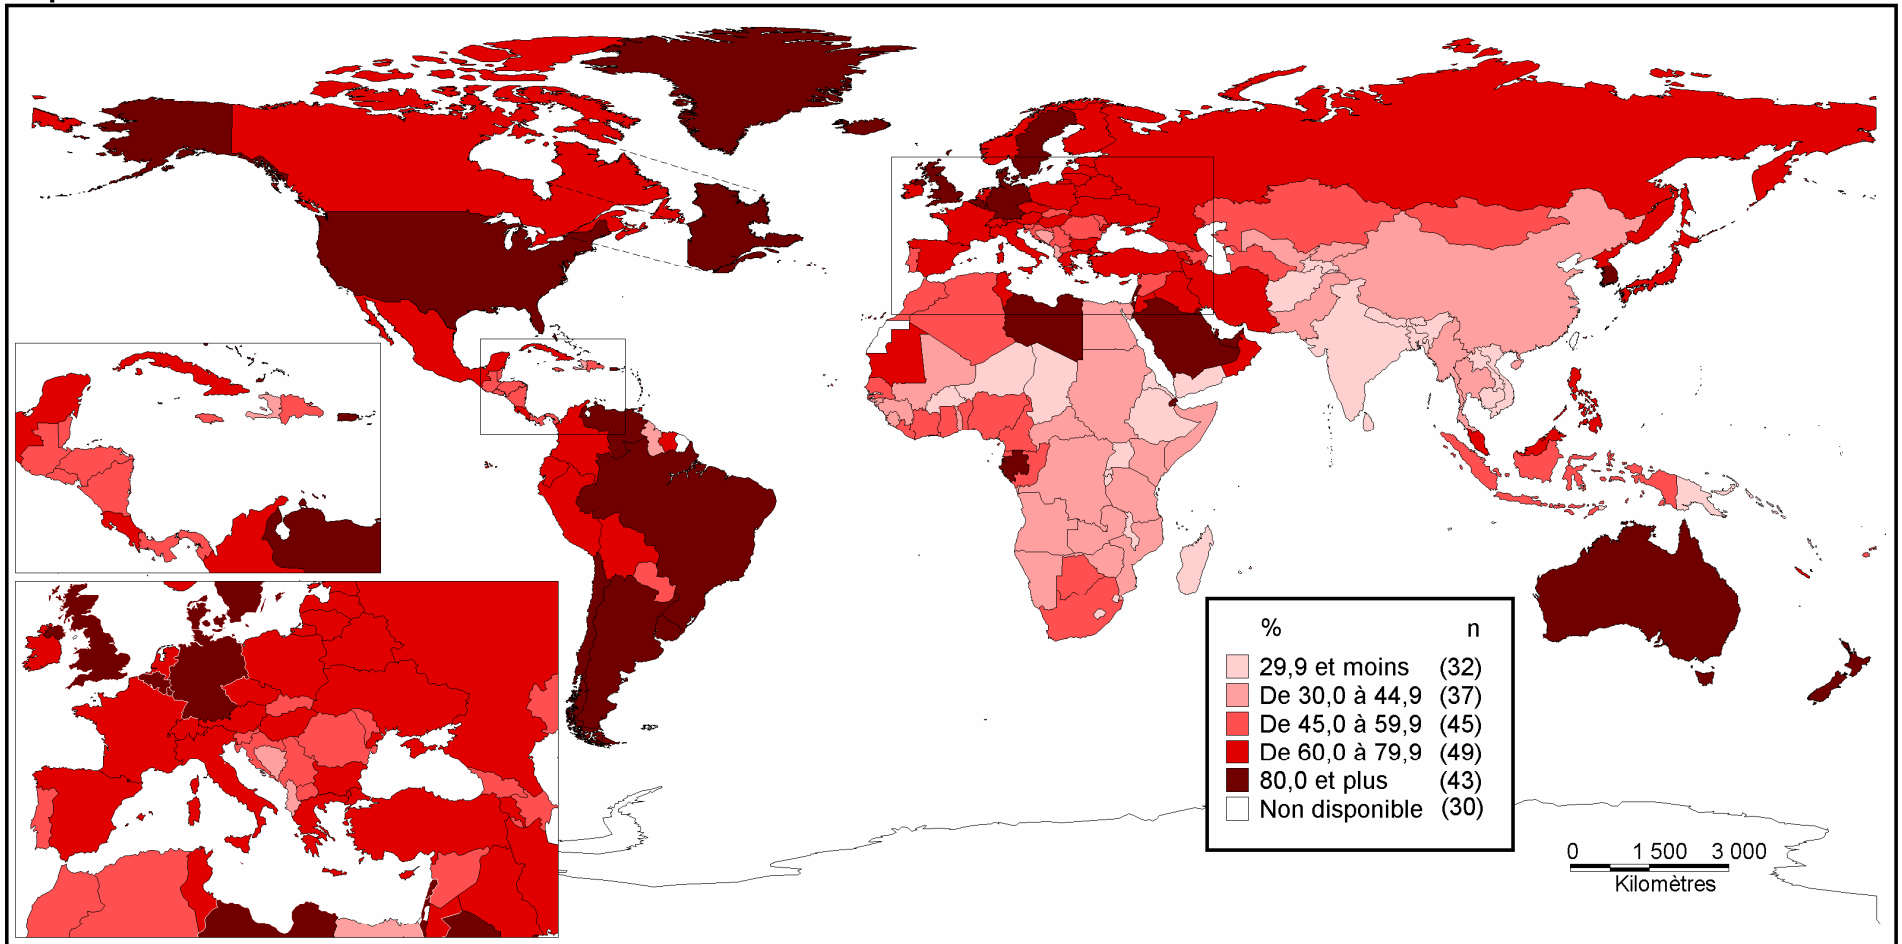 % n
29,9 et moins (32)
De 30,0 à 44,9 (37)
De 45,0 à 59,9 (45)
De 60,0 à 79,9 (49)
80,0 et plus (43)
Non disponible (30)
0 1 500 3 000
Kilomètres